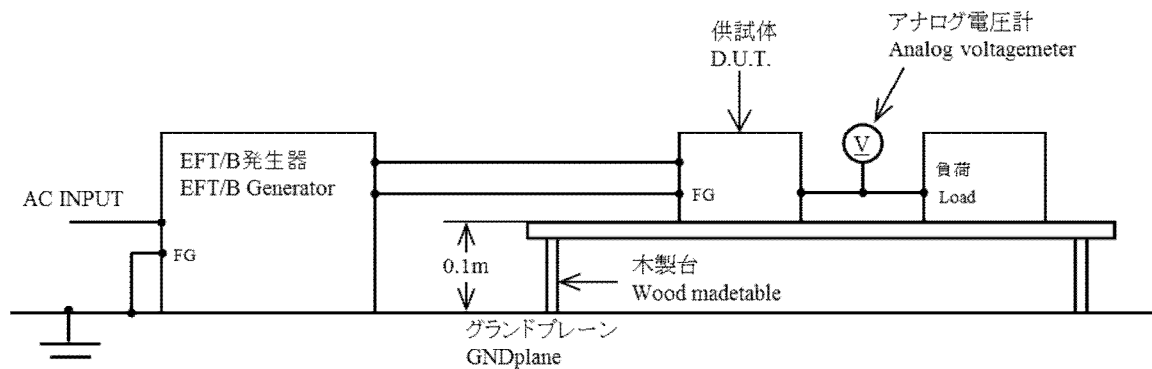 供試体
D.U.T.
アナログ電圧計
Analog voltagemeter
EFT/B発生器
EFT/B Generator
V
負荷
Load
AC INPUT
FG
FG
0.1m
木製台
Wood madetable
グランドプレーン
GNDplane